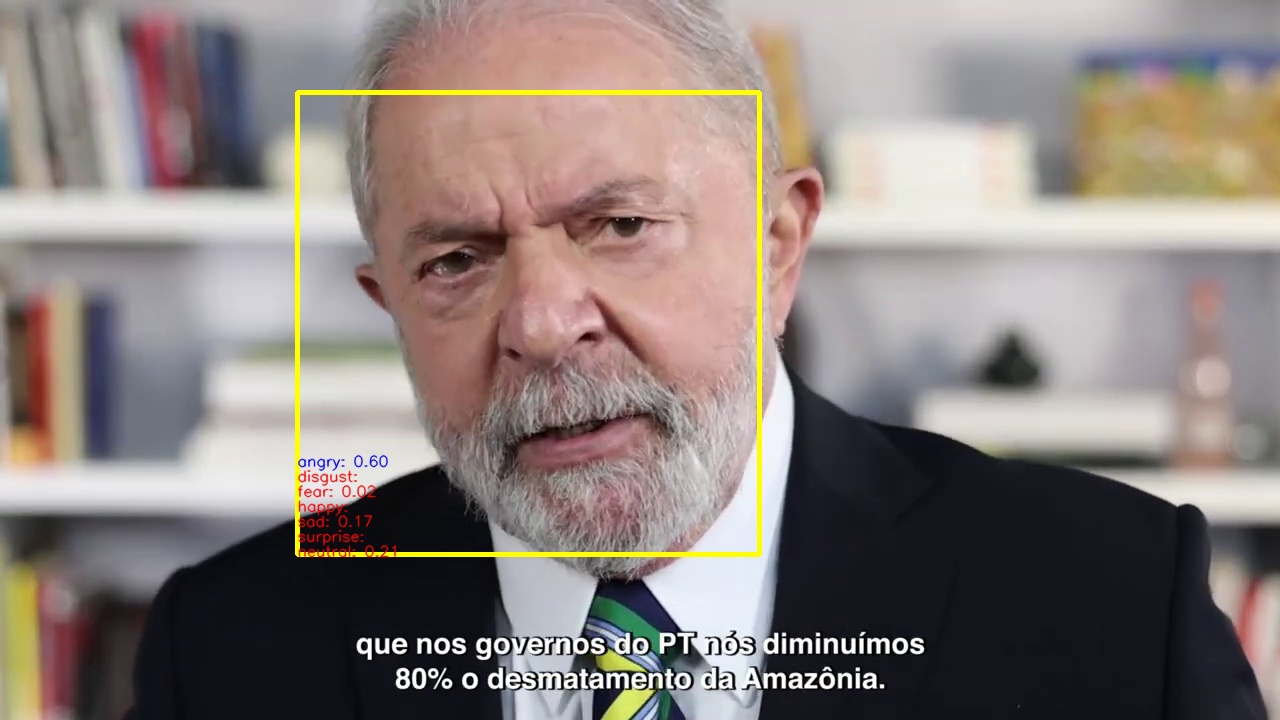 angry: 0.60
disgust:
fear: 0.02
happy:
sad: 0.17
surprise:
neutral: 0.21
que nos governos do PT nós diminuímos
80% o desmatamento da Amazônia.